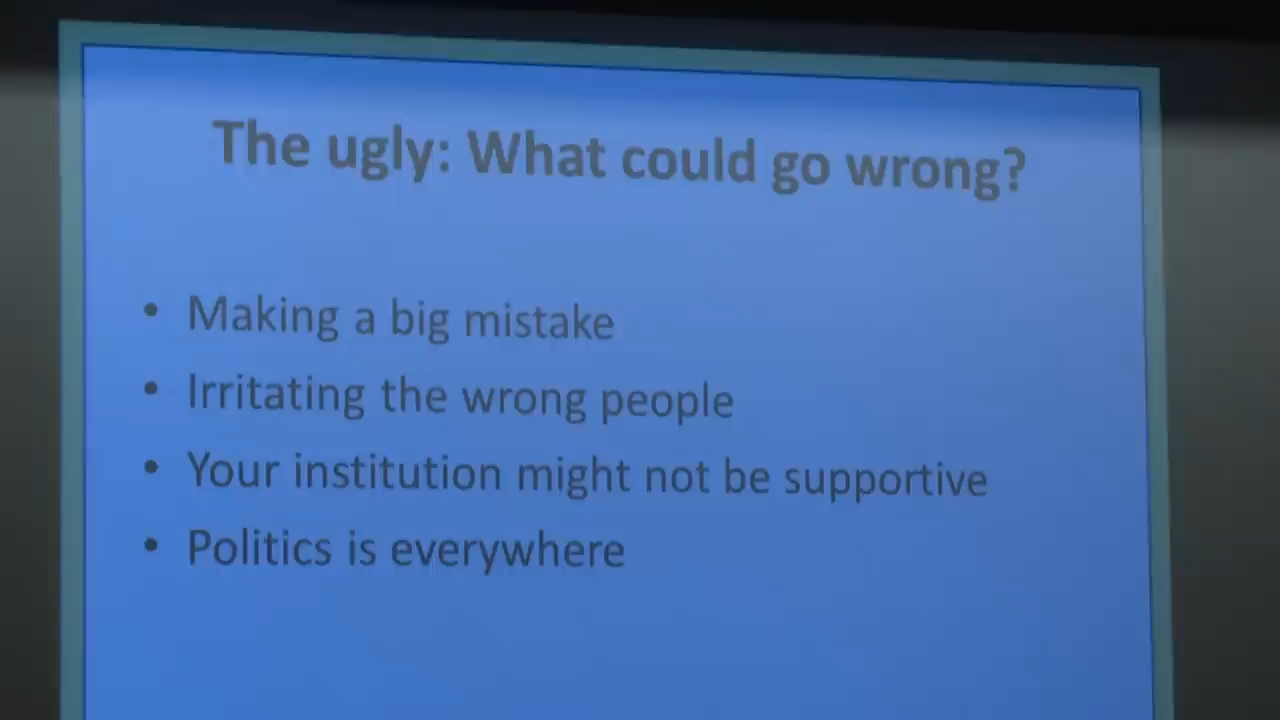 The ugly: What could go wrong?
• Making a big mistake
• Irritating the wrong people
• Your institution might not be supportive
• Politics is everywhere